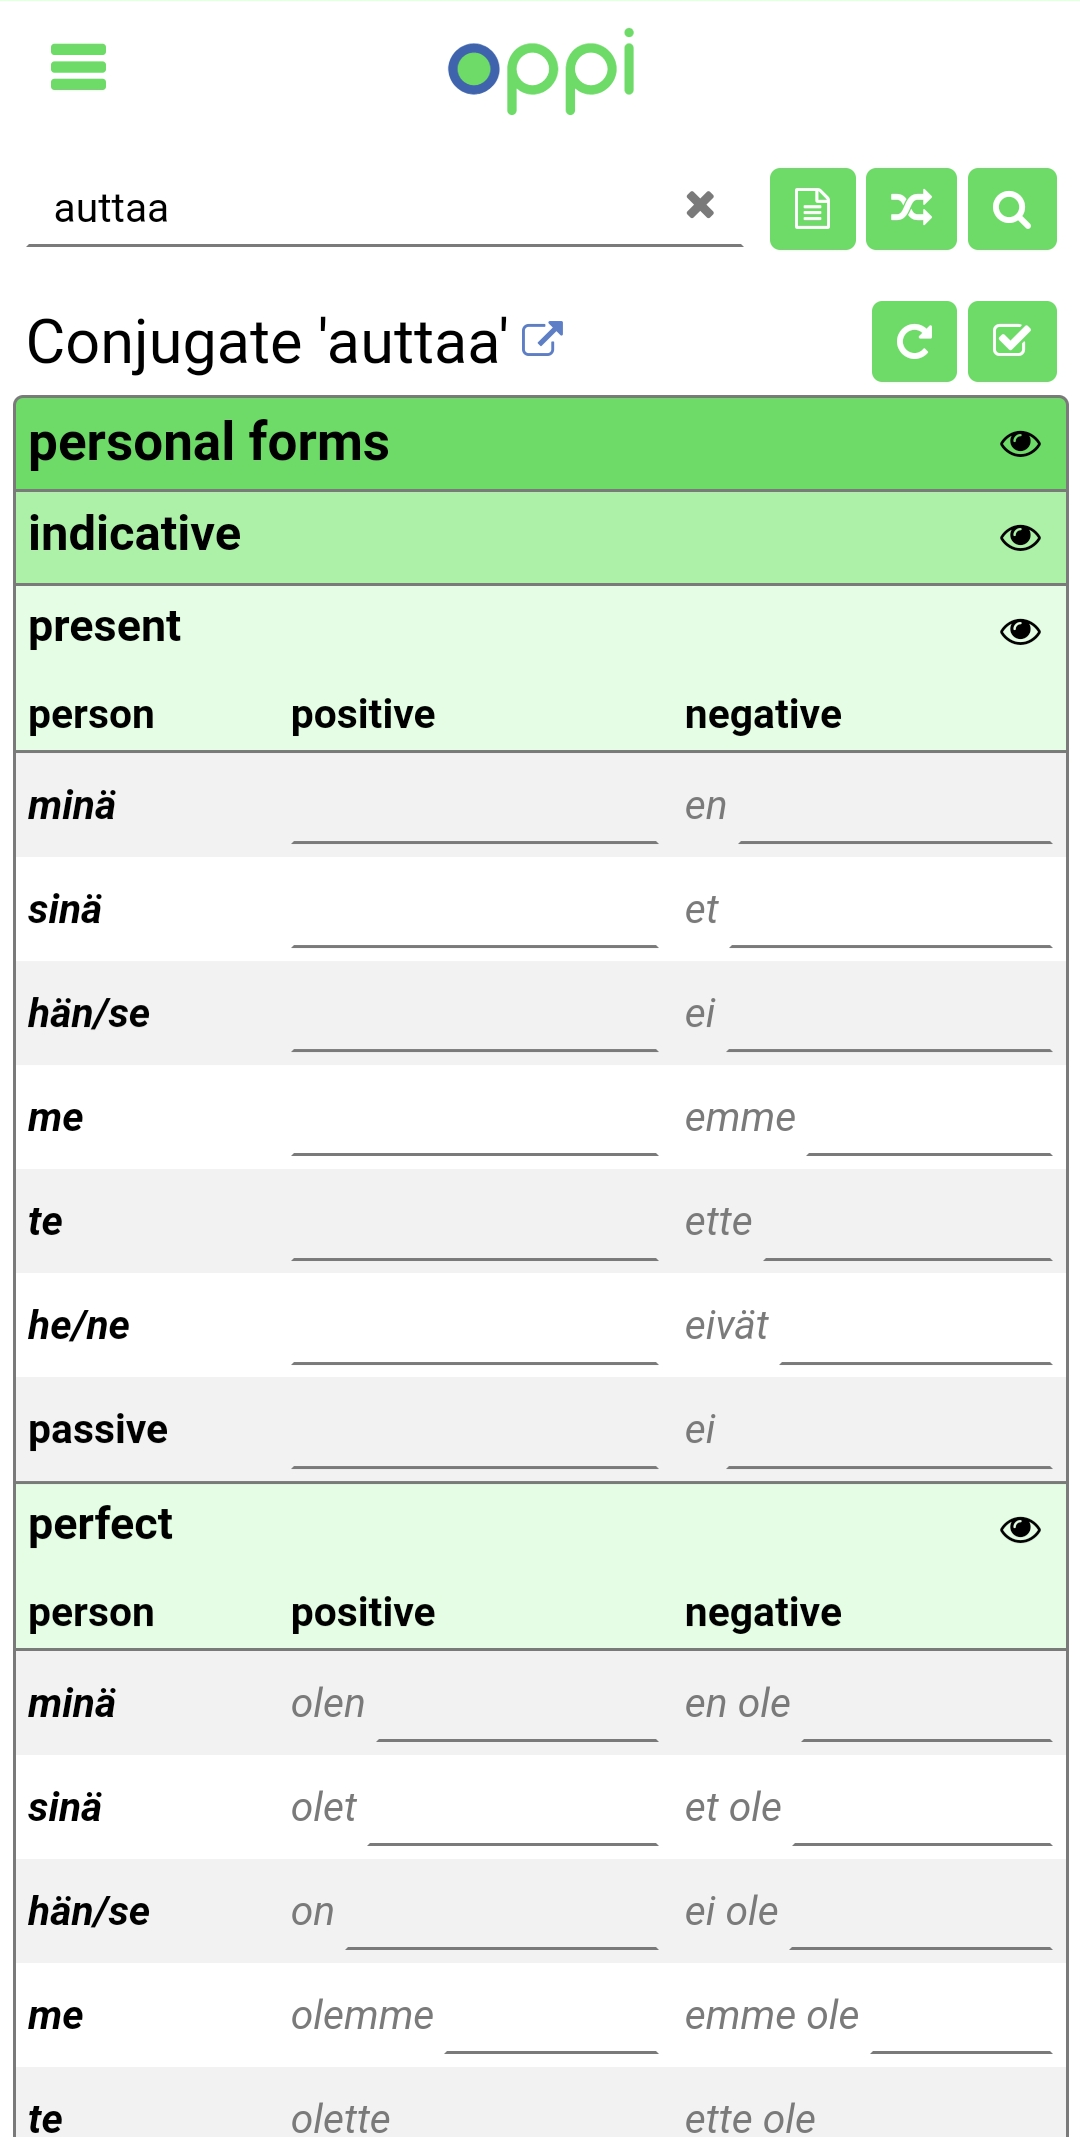 oppi
auttaa
Conjugate 'auttaa'
personal forms
indicative
present
person positive negative
minä en
sinä et
hän/se ei
me emme
te ette
he/ne eivät
passive ei
perfect
person positive negative
minä olen en ole
sinä olet et ole
hän/se on ei ole
me olemme emme ole
te olette ette ole